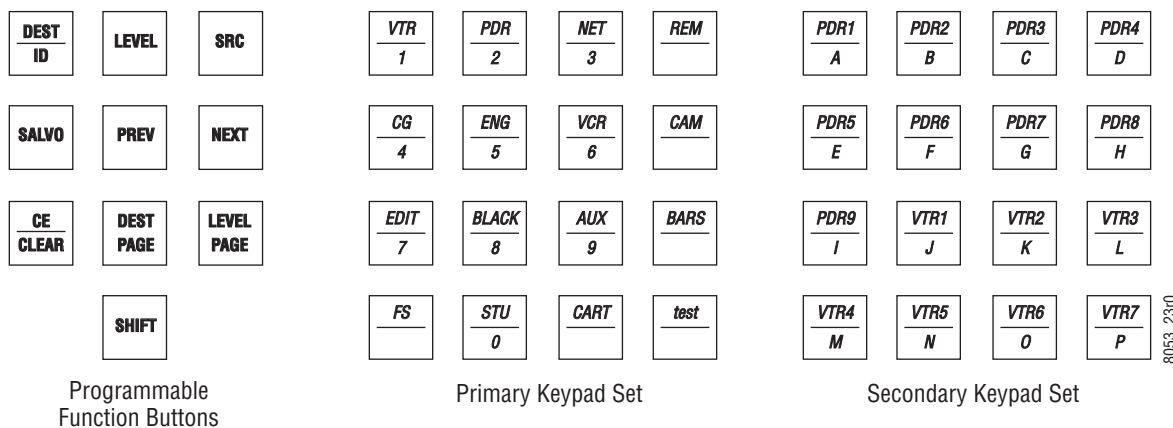 DEST
ID
LEVEL
SRC
SALVO
PREV
NEXT
CE
CLEAR
DEST
PAGE
LEVEL
PAGE
SHIFT
Programmable
Function Buttons
VTR
1
PDR
2
NET
3
REM
CG
4
ENG
5
VCR
6
CAM
EDIT
7
BLACK
8
AUX
9
BARS
FS
STU
0
CART
test
Primary Keypad Set
PDR1
A
PDR2
B
PDR3
C
PDR4
D
PDR5
E
PDR6
F
PDR7
G
PDR8
H
PDR9
I
VTR1
J
VTR2
K
VTR3
L
VTR4
M
VTR5
N
VTR6
O
VTR7
P
Secondary Keypad Set
8053_23r0